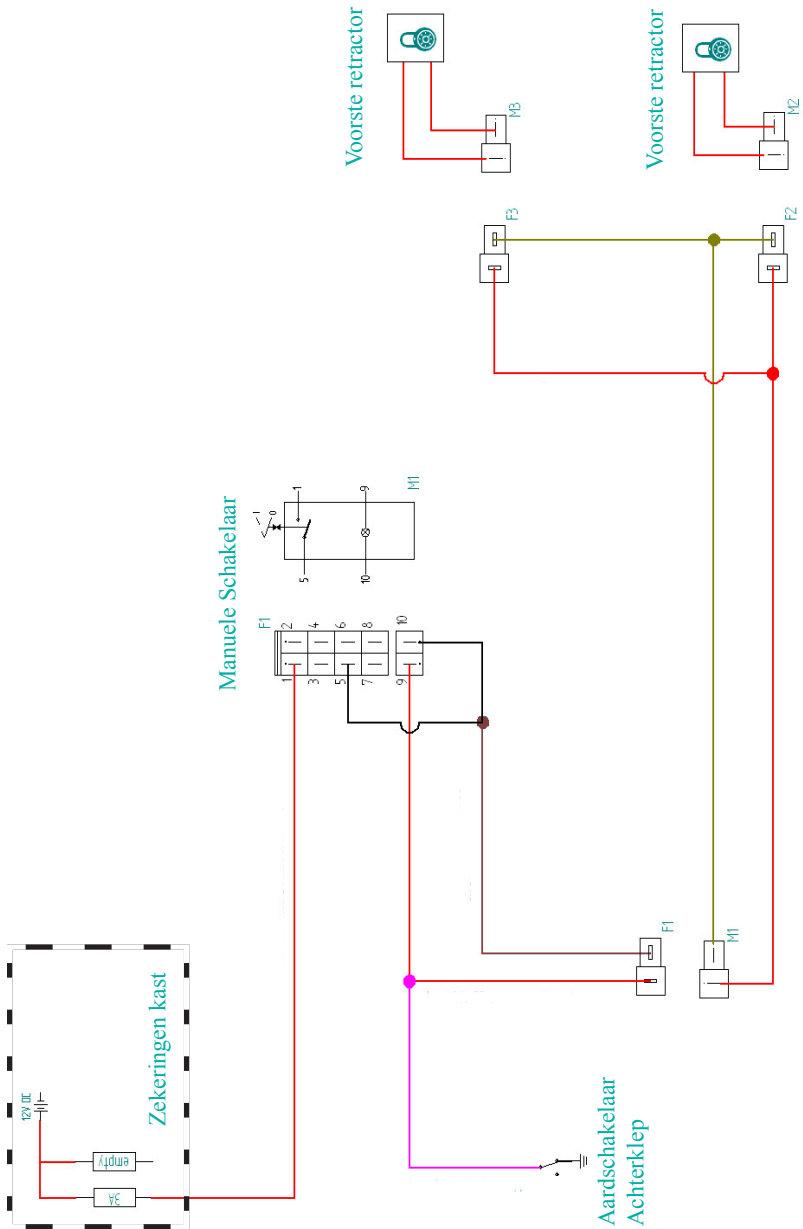 Voorste retractor
M3
Voorste retractor
M2
F3
F2
Manuele Schakelaar
I
0
1
9
5
10
M1
F1
1
2
3
4
5
6
7
8
9
10
Zekeringen kast
12V DC
empty
3A
F1
M1
Aardschakelaar
Achterklep